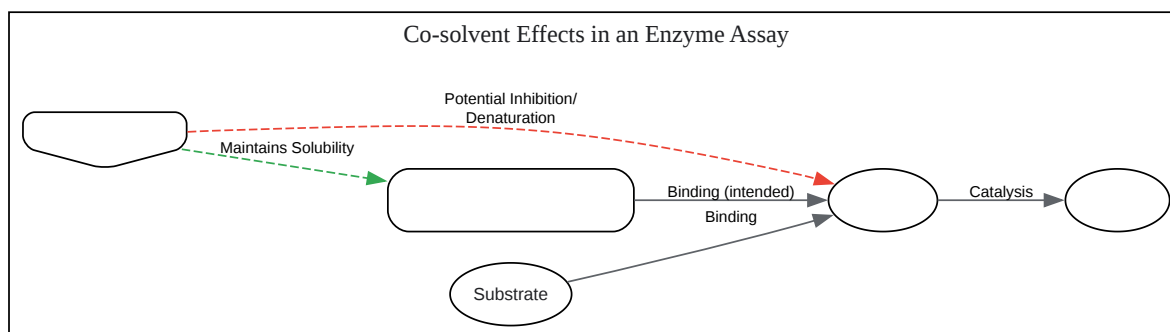 Co-solvent Effects in an Enzyme Assay
Potential Inhibition/
Denaturation
Maintains Solubility
Binding (intended)
Catalysis
Binding
Substrate